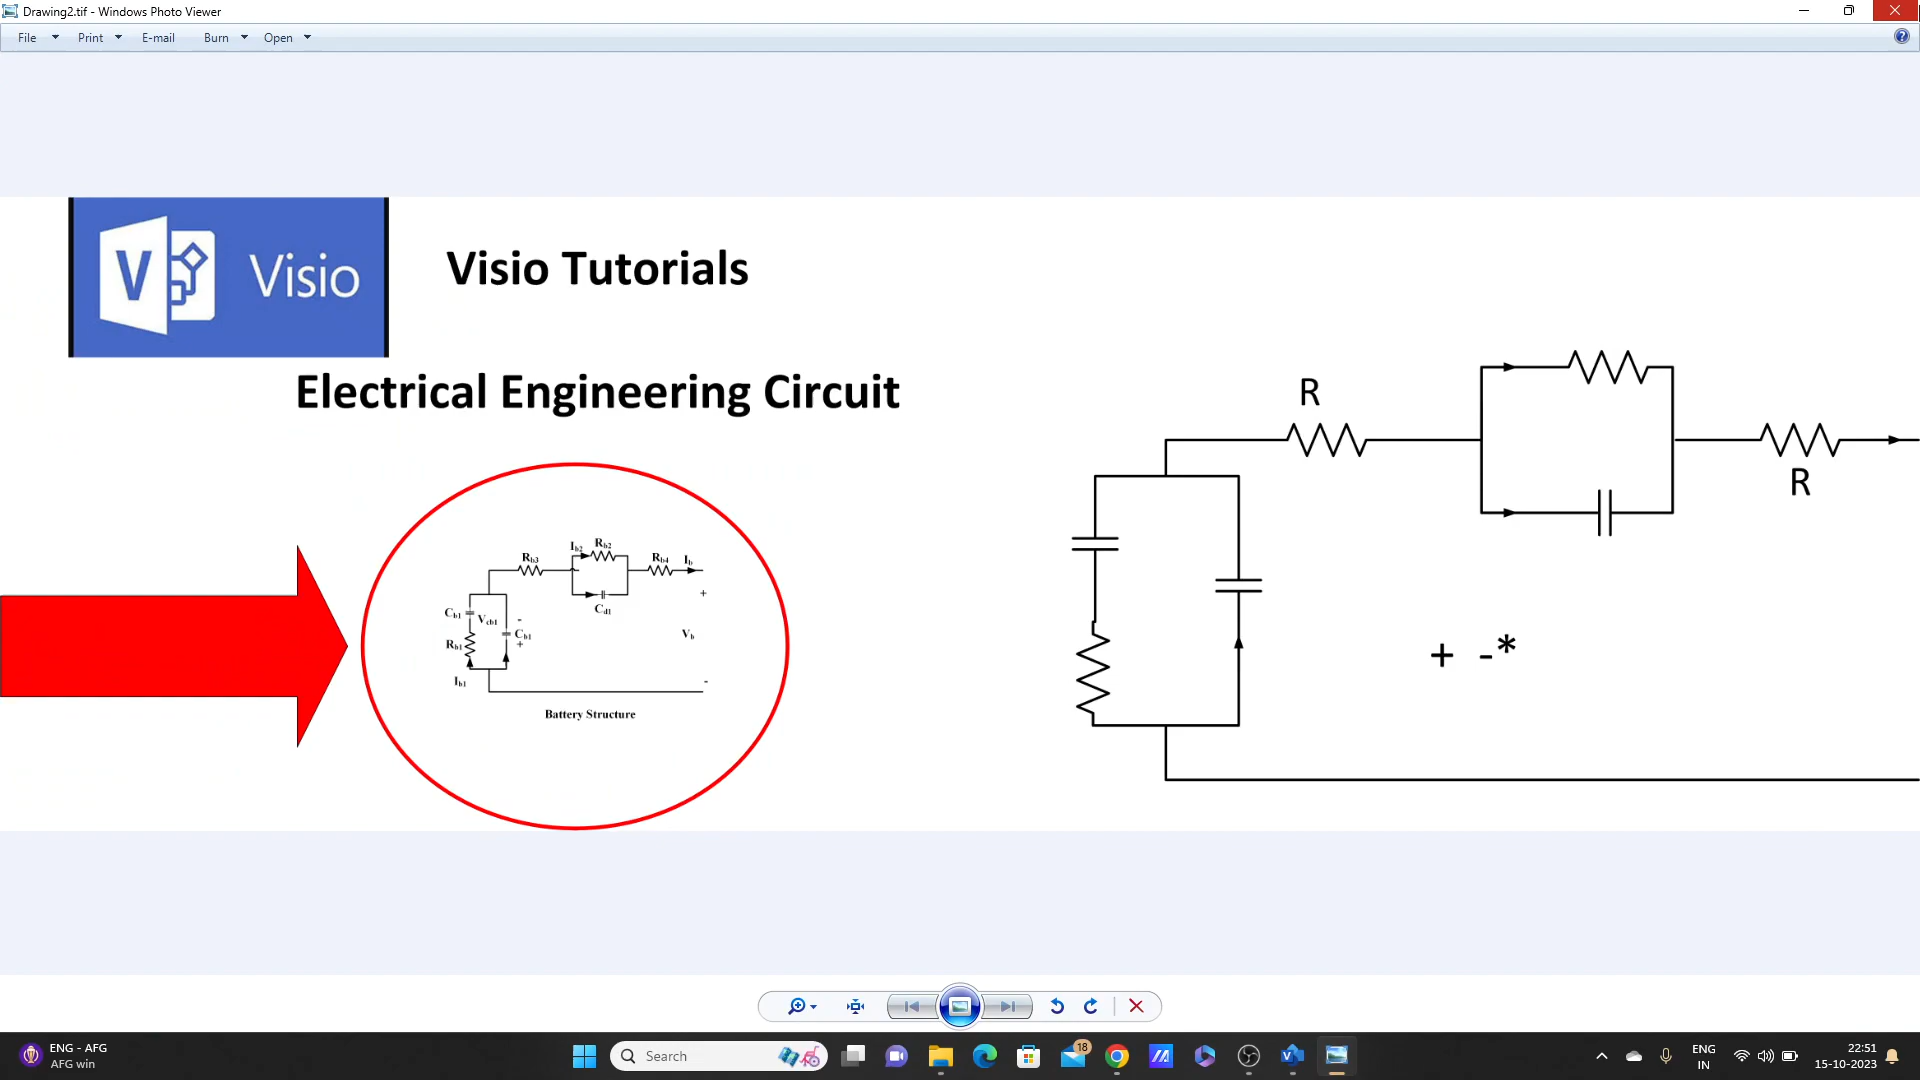 Drawing2.tif - Windows Photo Viewer
File Print E-mail Burn Open
Visio
Visio Tutorials
Electrical Engineering Circuit
R
R
+ -*
Rb3
Ib2
Rb2
Rb4
Ib
+
Cd1
Cb1
Vcb1
-
Cb1
+
Vb
Rb1
Ib1
-
Battery Structure
ENG - AFG
AFG win
Search
18
ENG
IN
22:51
15-10-2023